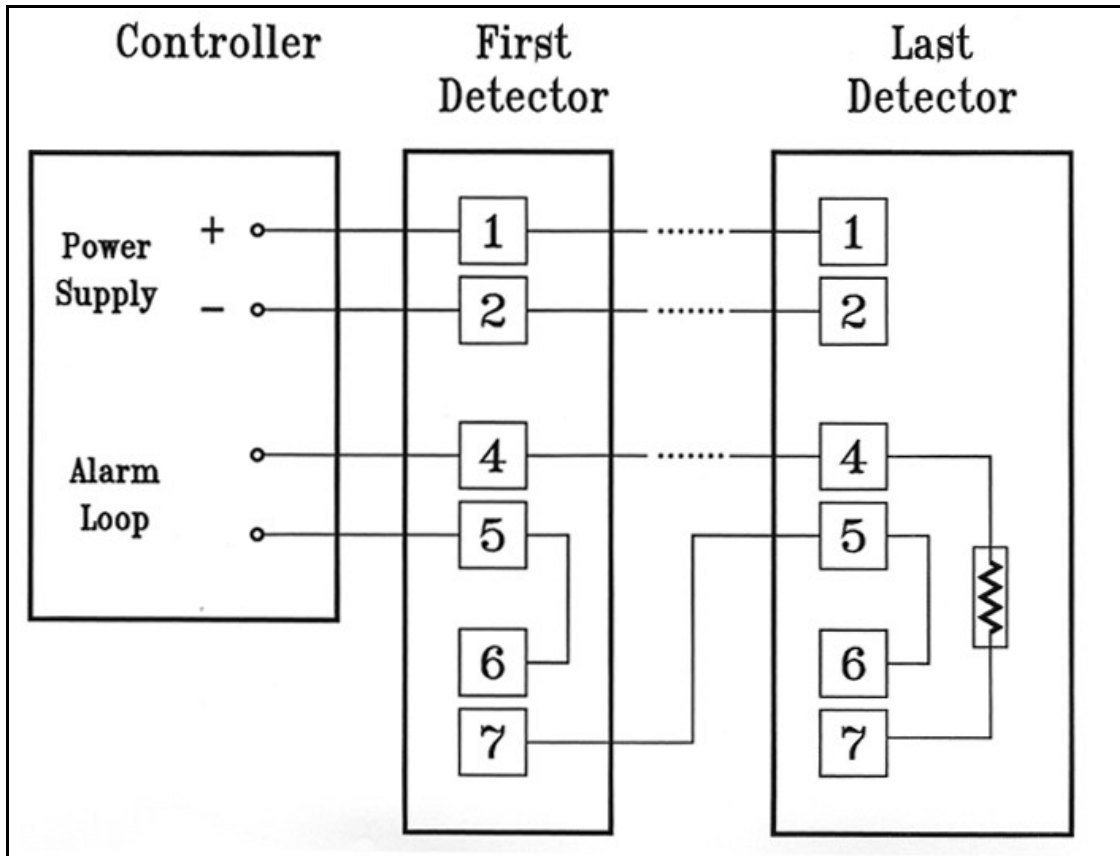 Controller
First
Detector
Last
Detector
Power
Supply
+
−
Alarm
Loop
1
2
4
5
6
7
1
2
4
5
6
7